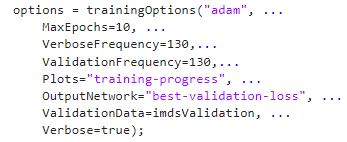 options = trainingOptions("adam", ...
MaxEpochs=10, ...
VerboseFrequency=130,...
ValidationFrequency=130,...
Plots="training-progress", ...
OutputNetwork="best-validation-loss", ...
ValidationData=imdsValidation, ...
Verbose=true);